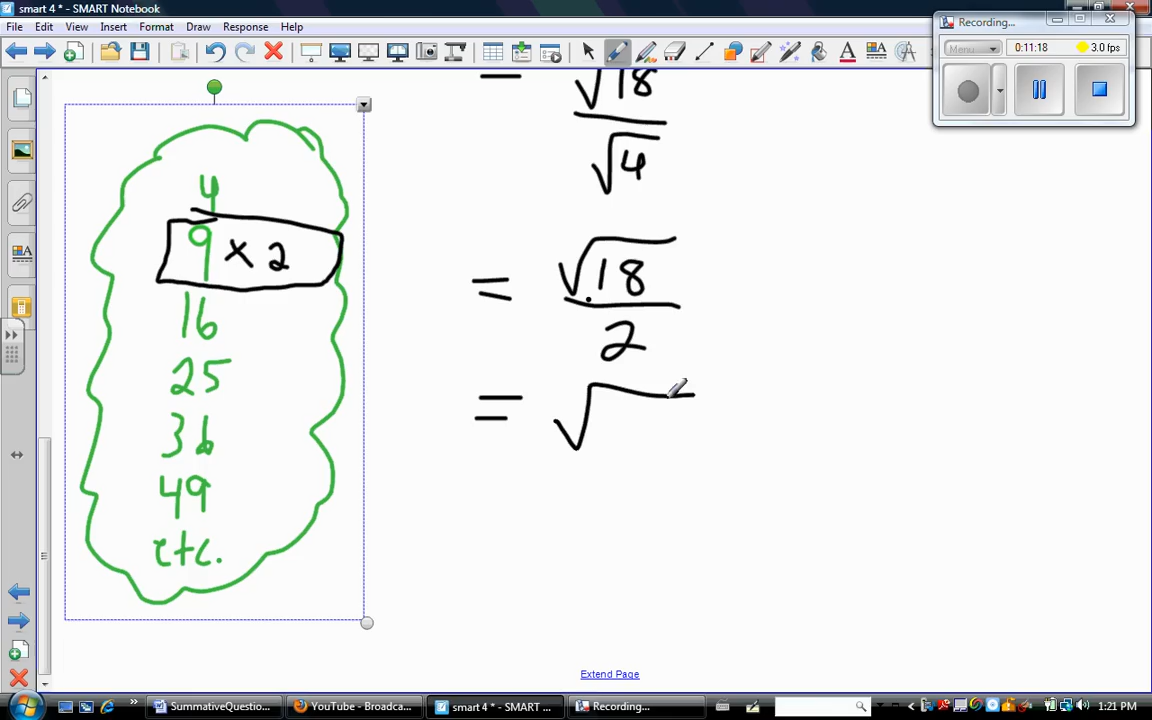 smart 4 * - SMART Notebook
File Edit View Insert Format Draw Response Help
Recording...
Menu 0:11:18 3.0 fps
= √18
√4
4
9 × 2
16
25
36
49
etc.
= √18
2
= √
Extend Page
SummativeQuestio... YouTube - Broadca... smart 4 * - SMART ... Recording... 1:21 PM